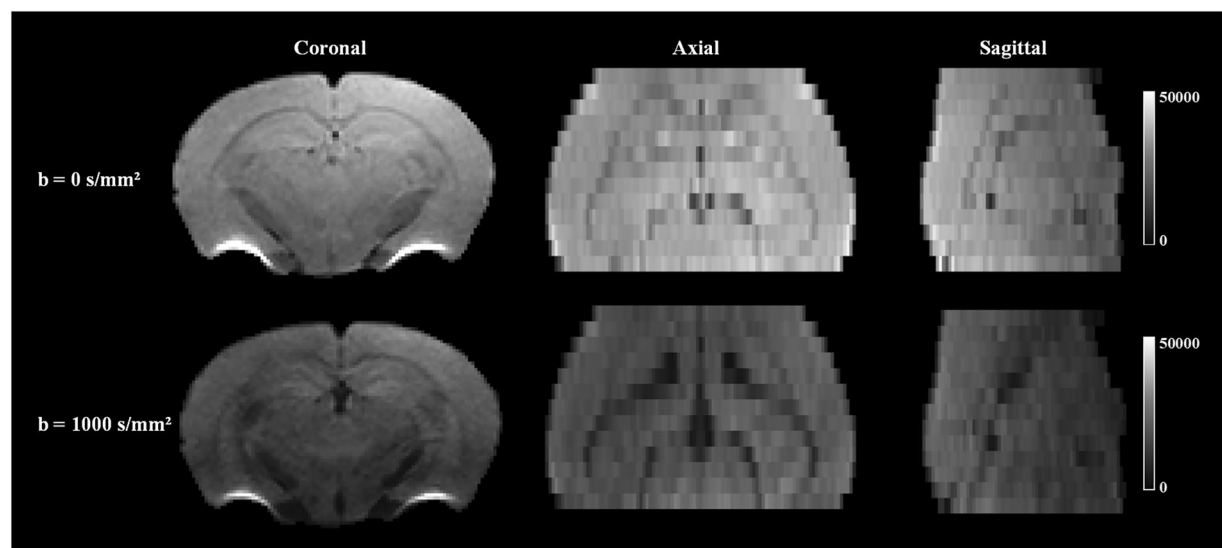 Coronal Axial Sagittal
b = 0 s/mm²
50000
0
b = 1000 s/mm²
50000
0